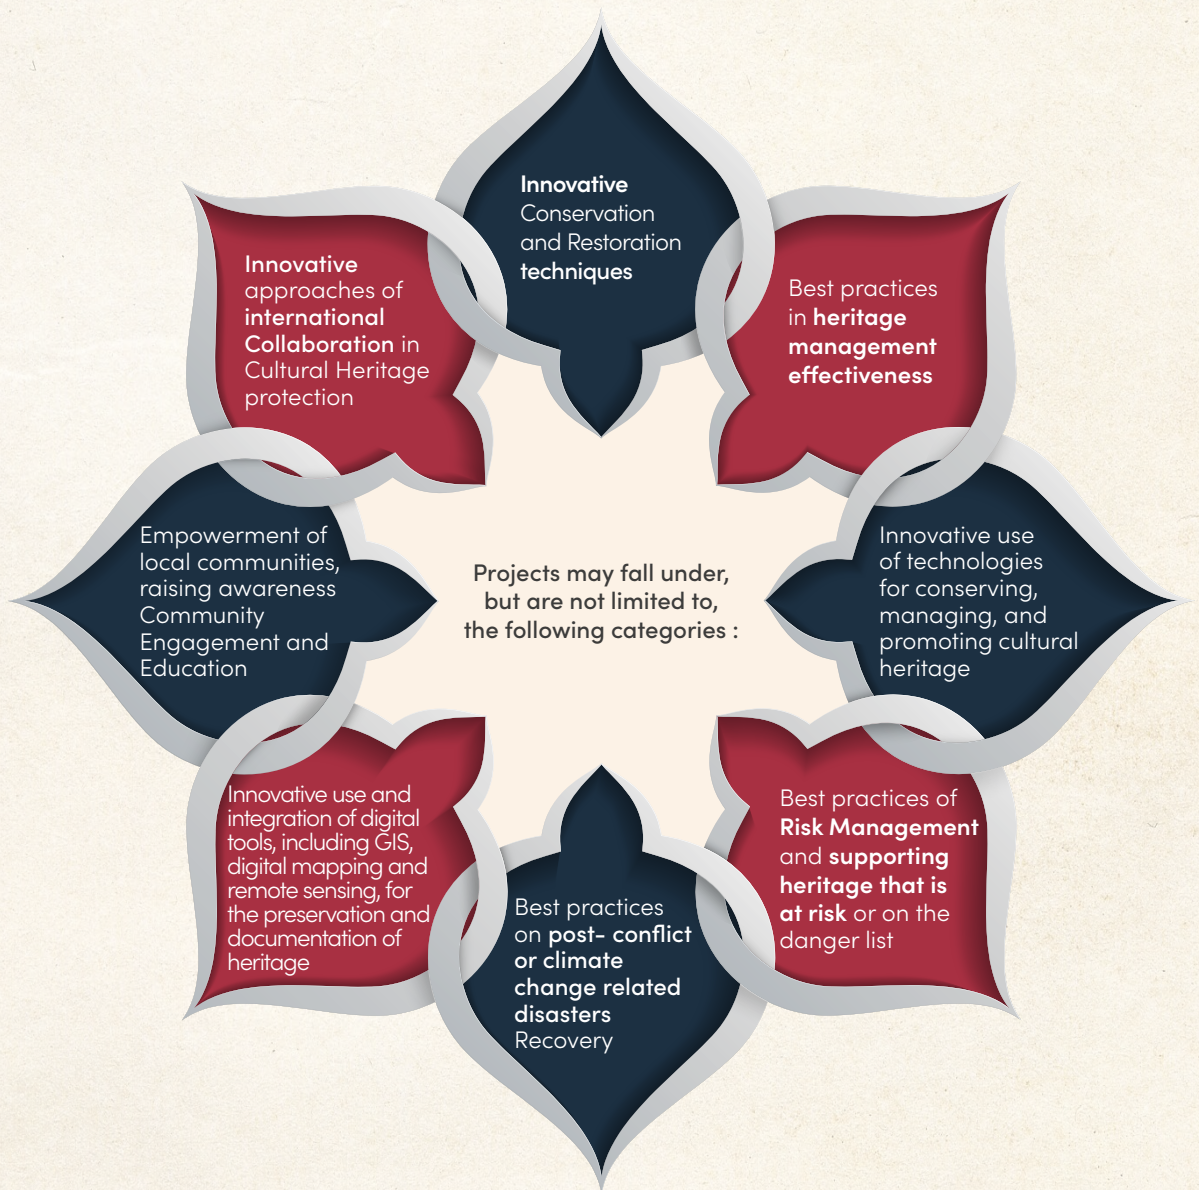 Projects may fall under,
but are not limited to,
the following categories :
Innovative
Conservation
and Restoration
techniques
Best practices
in heritage
management
effectiveness
Innovative use
of technologies
for conserving,
managing, and
promoting cultural
heritage
Best practices of
Risk Management
and supporting
heritage that is
at risk or on the
danger list
Best practices
on post- conflict
or climate
change related
disasters
Recovery
Innovative use and
integration of digital
tools, including GIS,
digital mapping and
remote sensing, for
the preservation and
documentation of
heritage
Empowerment of
local communities,
raising awareness
Community
Engagement and
Education
Innovative
approaches of
international
Collaboration in
Cultural Heritage
protection